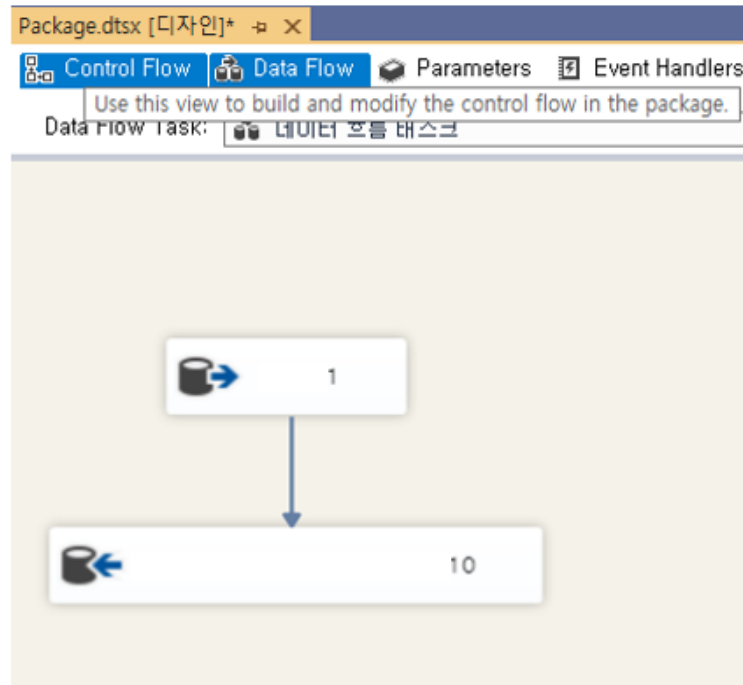 Package.dtsx [디자인]*
Control Flow Data Flow Parameters Event Handlers
Use this view to build and modify the control flow in the package.
Data Flow Task: 데이터 흐름 태스크
1
10